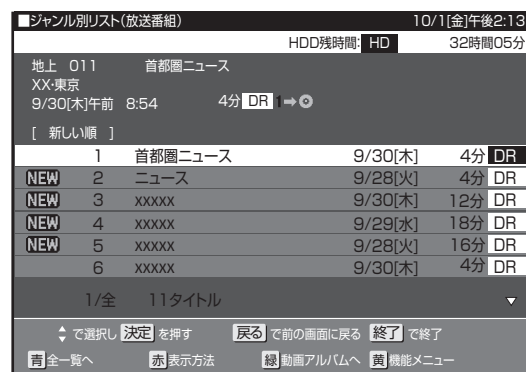 ■ジャンル別リスト(放送番組) 10/1[金]午後2:13
HDD残時間: HD 32時間05分
地上 011 首都圏ニュース
XX・東京
9/30[木]午前 8:54 4分 DR 1➡
[ 新しい順 ]
1 首都圏ニュース 9/30[木] 4分 DR
NEW 2 ニュース 9/28[火] 4分 DR
NEW 3 xxxxx 9/30[木] 12分 DR
NEW 4 xxxxx 9/29[水] 18分 DR
NEW 5 xxxxx 9/28[火] 16分 DR
6 xxxxx 9/30[木] 4分 DR
1/全 11タイトル
で選択し 決定 を押す 戻る で前の画面に戻る 終了 で終了
青 全一覧へ 赤 表示方法 緑 動画アルバムへ 黄 機能メニュー